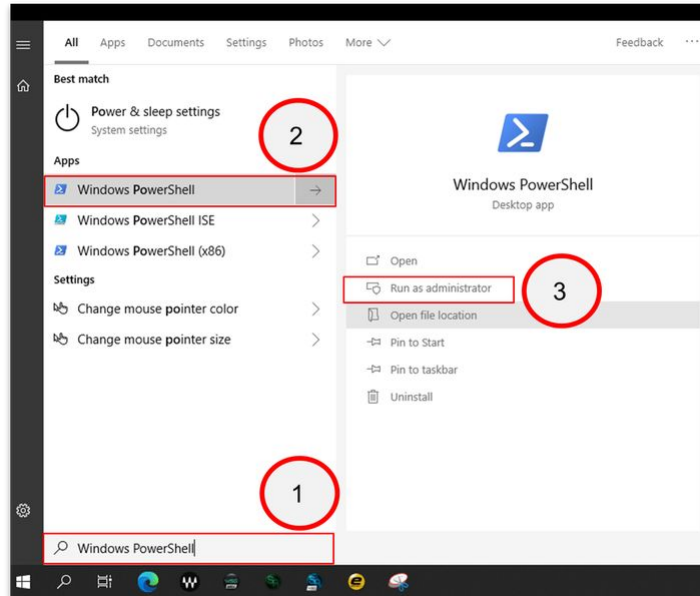 All Apps Documents Settings Photos More Feedback ...
Best match
Power & sleep settings
System settings
2
Apps
Windows PowerShell
Windows PowerShell ISE
Windows PowerShell (x86)
Settings
Change mouse pointer color
Change mouse pointer size
Windows PowerShell
Desktop app
Open
Run as administrator
3
Open file location
Pin to Start
Pin to taskbar
Uninstall
1
Windows PowerShell